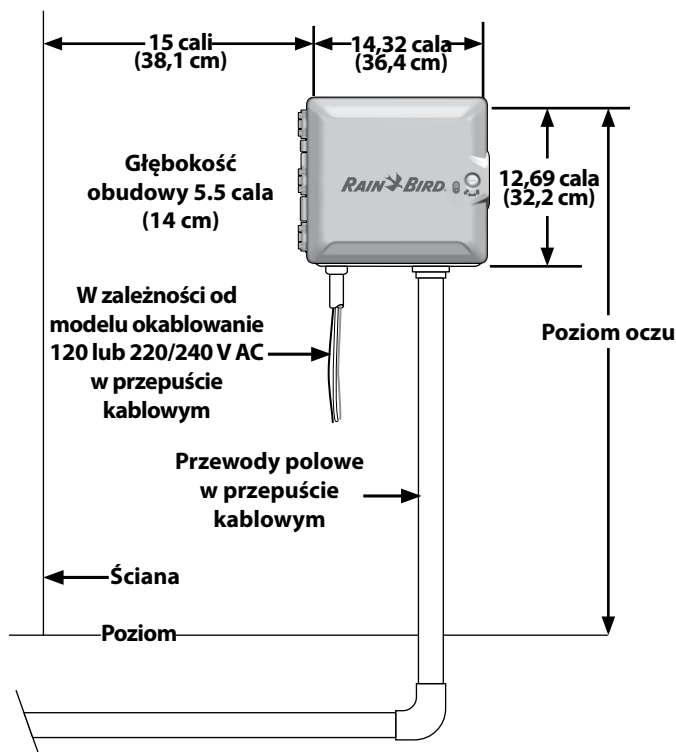 15 cali
(38,1 cm)
14,32 cala
(36,4 cm)
Głębokość
obudowy 5.5 cala
(14 cm)
RAIN BIRD
12,69 cala
(32,2 cm)
W zależności od
modelu okablowanie
120 lub 220/240 V AC
w przepuście
kablowym
Poziom oczu
Przewody polowe
w przepuście
kablowym
Ściana
Poziom